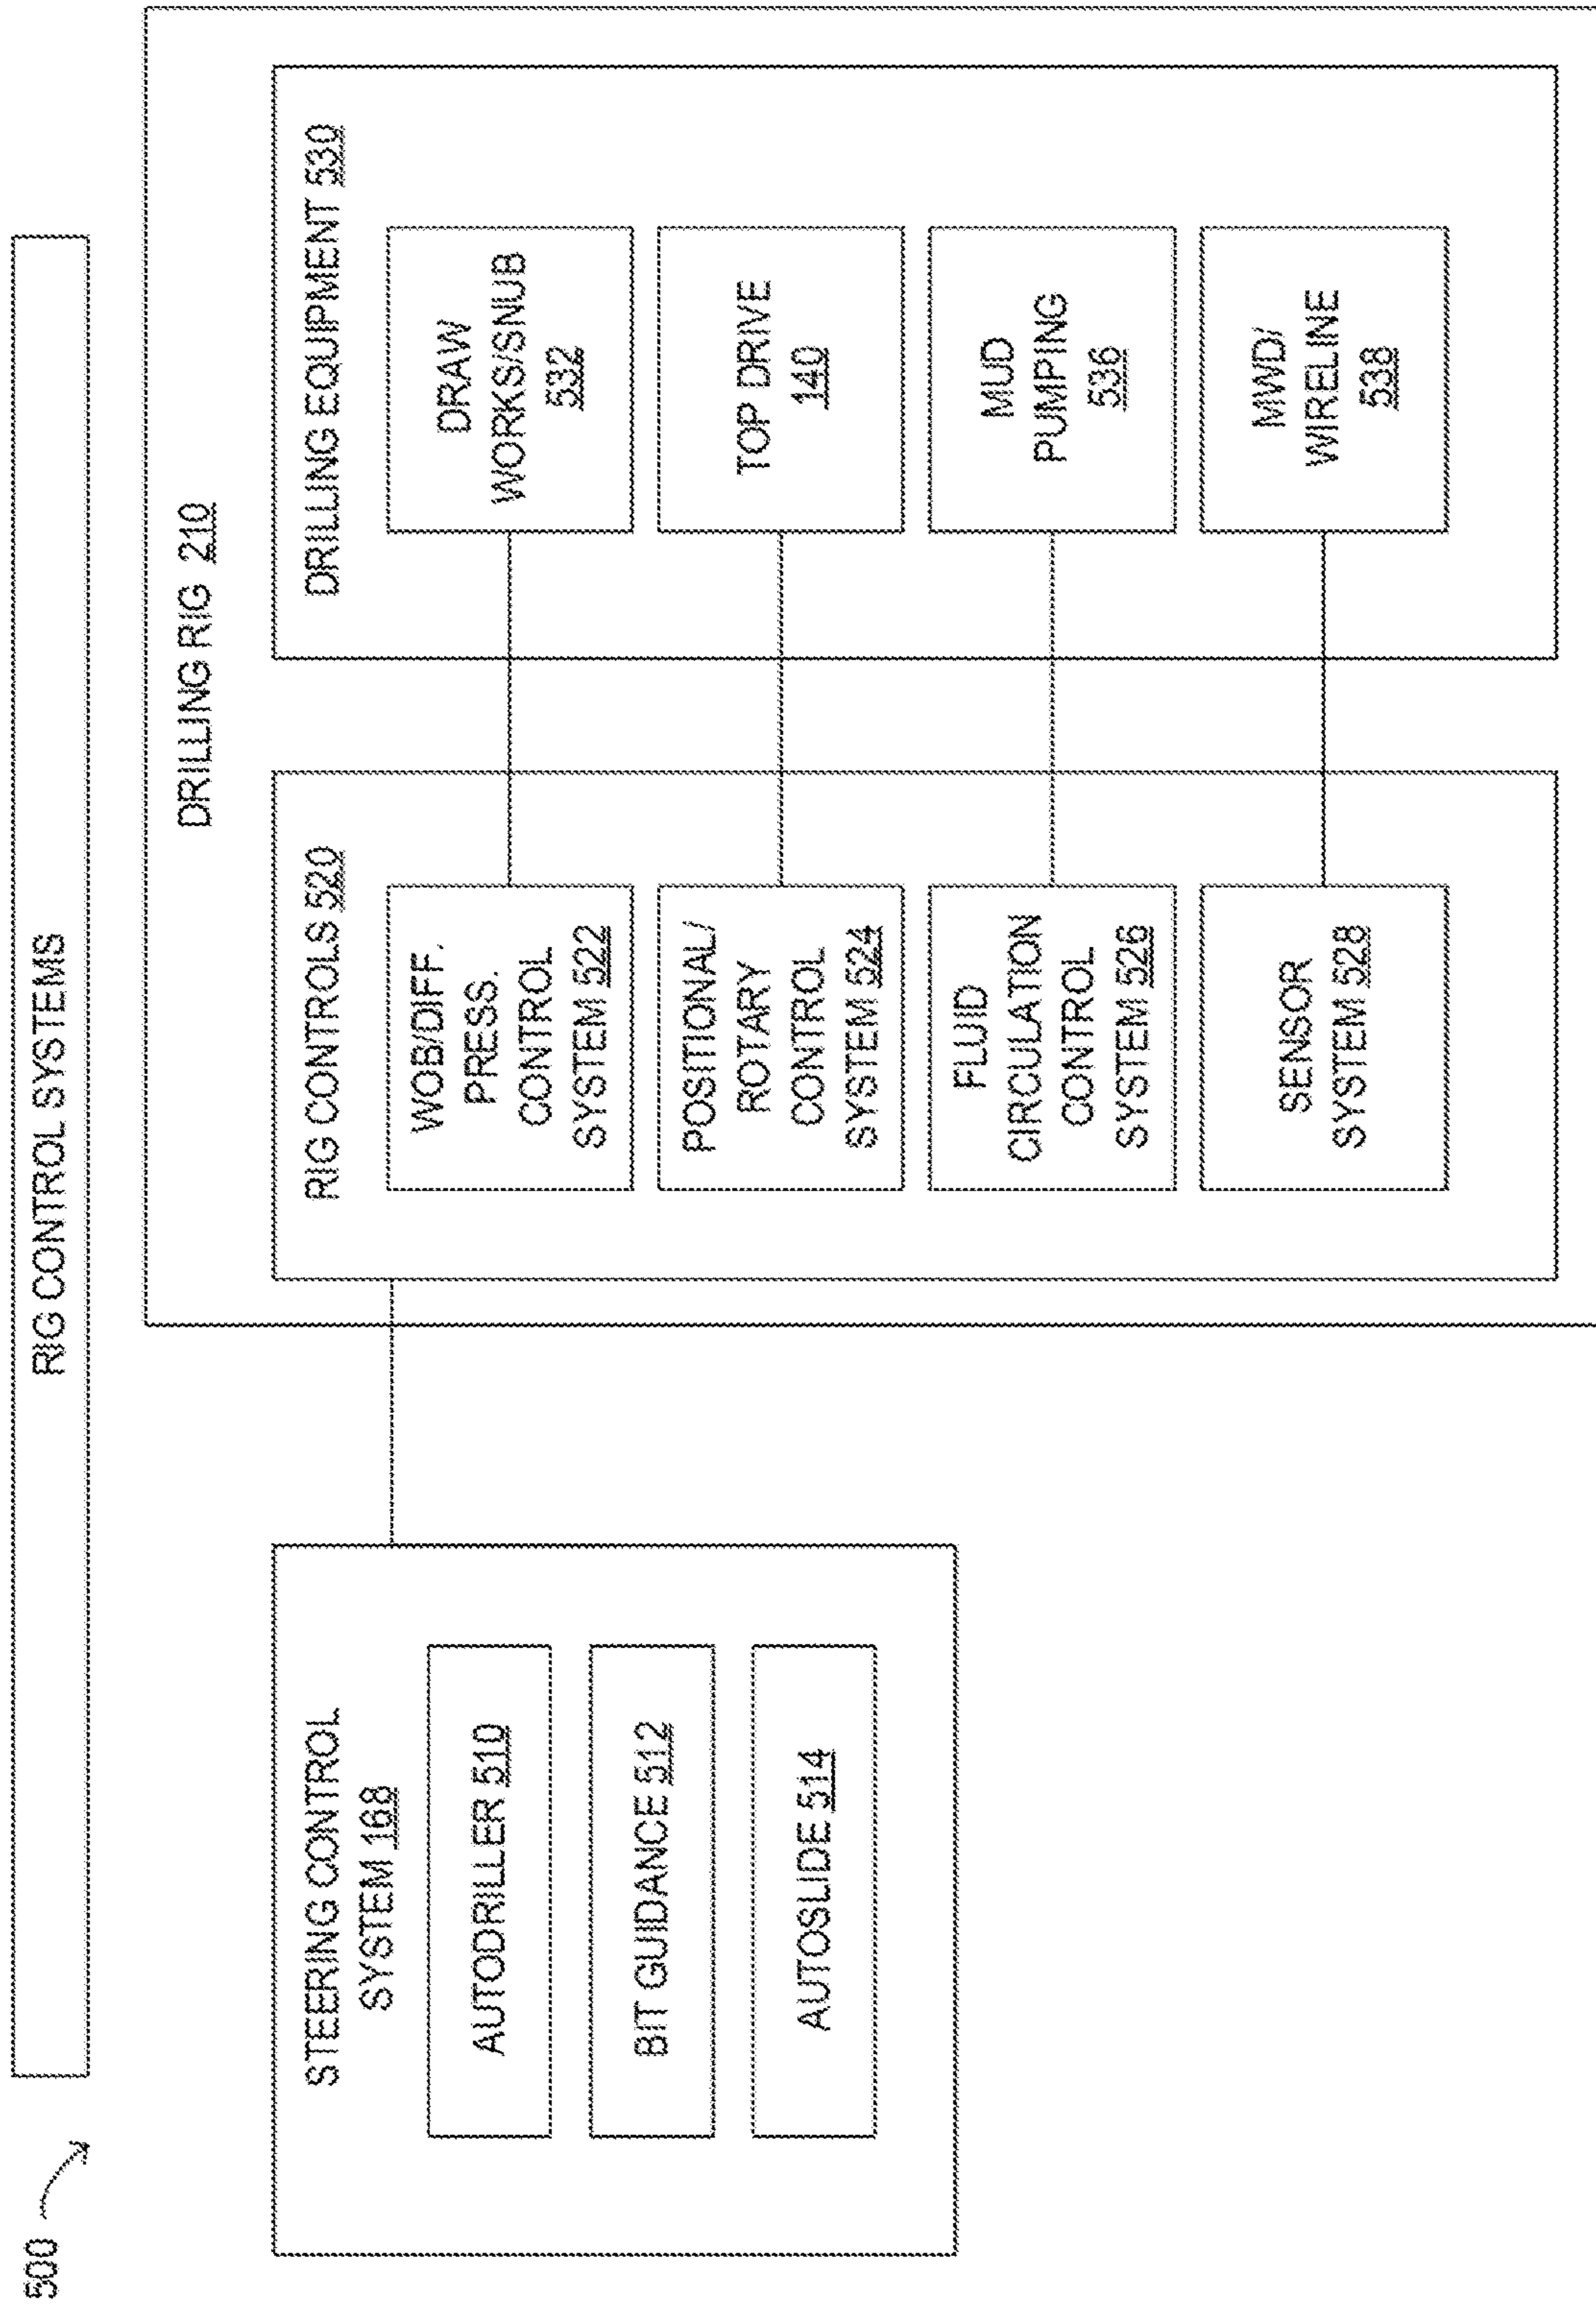 500
RIG CONTROL SYSTEMS
STEERING CONTROL
SYSTEM 168
AUTODRILLER 510
BIT GUIDANCE 512
AUTOSLIDE 514
DRILLING RIG 210
RIG CONTROLS 520
WOB/DIFF.
PRESS.
CONTROL
SYSTEM 522
POSITIONAL/
ROTARY
CONTROL
SYSTEM 524
FLUID
CIRCULATION
CONTROL
SYSTEM 526
SENSOR
SYSTEM 528
DRILLING EQUIPMENT 530
DRAW
WORKS/SNUB
532
TOP DRIVE
140
MUD
PUMPING
536
MWD/
WIRELINE
538